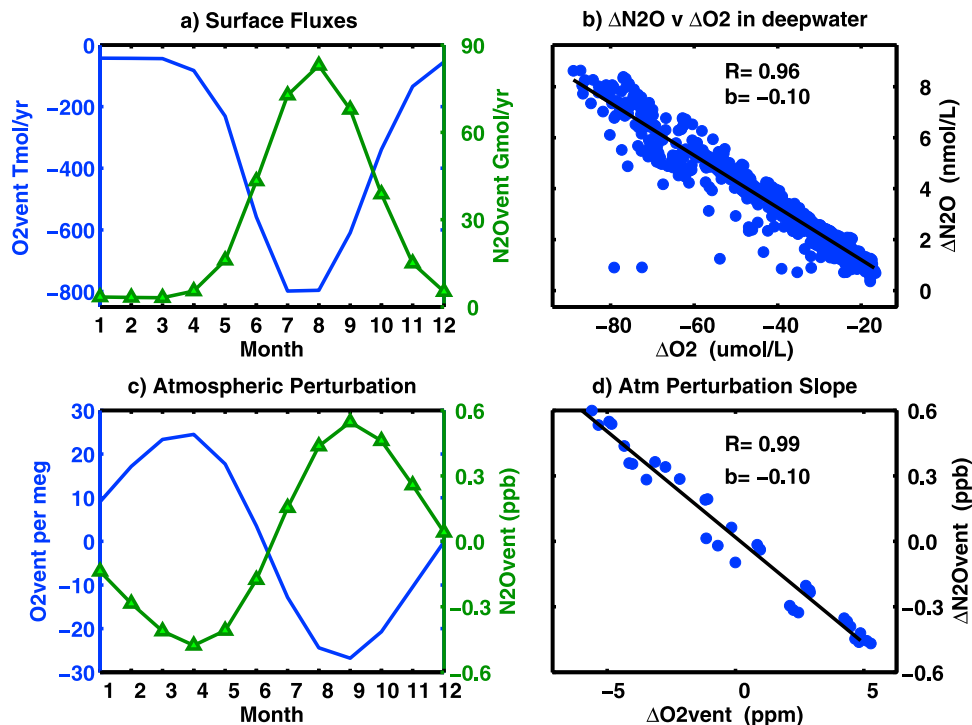 a) Surface Fluxes
O2vent Tmol/yr
0
−200
−400
−600
−800
90
60
30
0
N2Ovent Gmol/yr
1 2 3 4 5 6 7 8 9 10 11 12
Month
b) ΔN2O v ΔO2 in deepwater
R= 0.96
b= −0.10
8
6
4
2
0
ΔN2O (nmol/L)
−80 −60 −40 −20
ΔO2 (umol/L)
c) Atmospheric Perturbation
O2vent per meg
30
20
10
0
−10
−20
−30
0.6
0.3
0.0
−0.3
−0.6
N2Ovent (ppb)
1 2 3 4 5 6 7 8 9 10 11 12
Month
d) Atm Perturbation Slope
R= 0.99
b= −0.10
0.6
0.3
0.0
−0.3
−0.6
ΔN2Ovent (ppb)
−5 0 5
ΔO2vent (ppm)